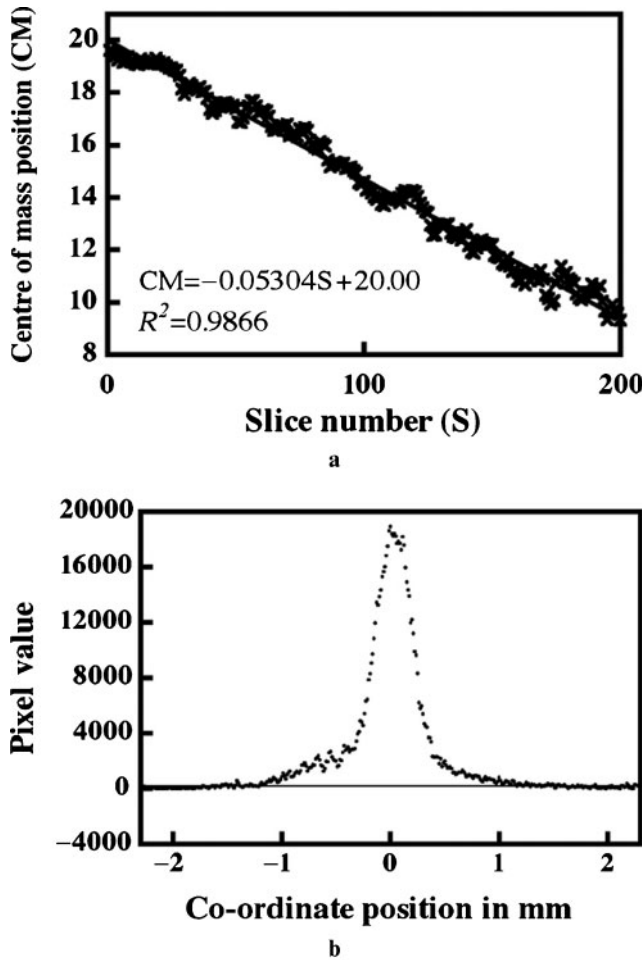 Centre of mass position (CM)
20
18
16
14
12
10
8
CM=−0.05304S+20.00
R²=0.9866
0
100
200
Slice number (S)
a
Pixel value
20000
16000
12000
8000
4000
0
−4000
−2
−1
0
1
2
Co-ordinate position in mm
b